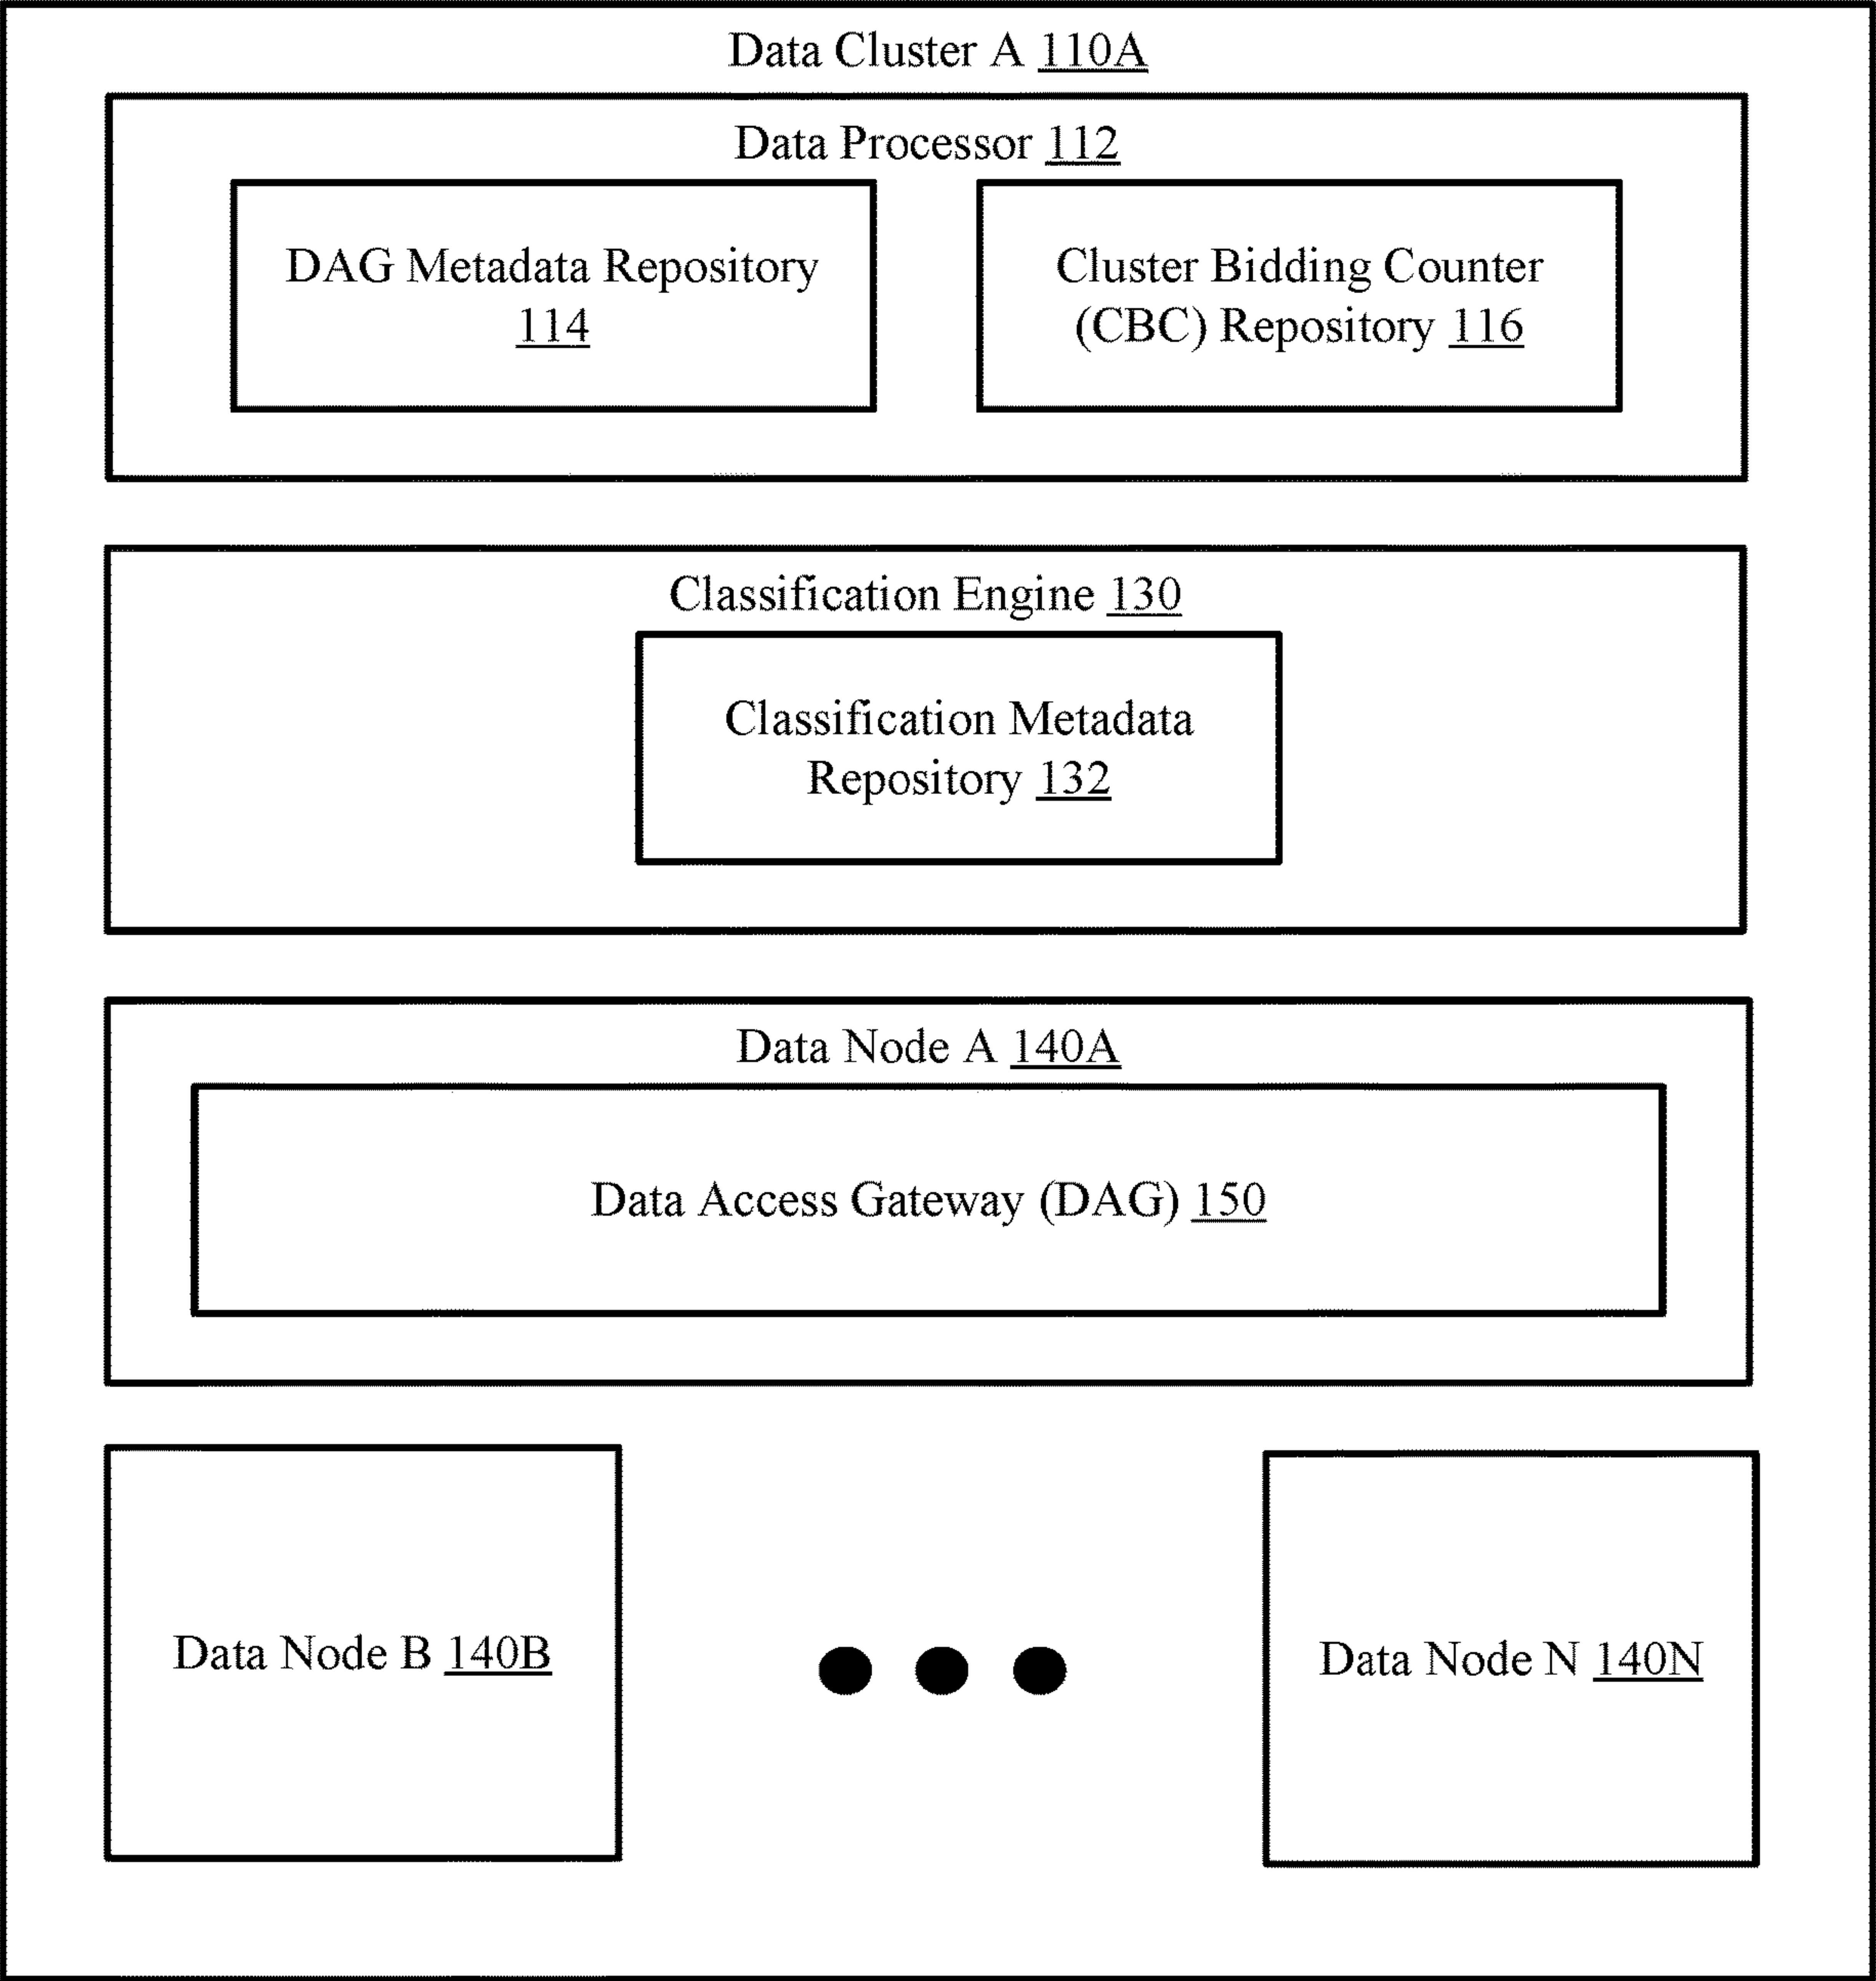 Data Cluster A 110A
Data Processor 112
DAG Metadata Repository
114
Cluster Bidding Counter
(CBC) Repository 116
Classification Engine 130
Classification Metadata
Repository 132
Data Node A 140A
Data Access Gateway (DAG) 150
Data Node B 140B
Data Node N 140N